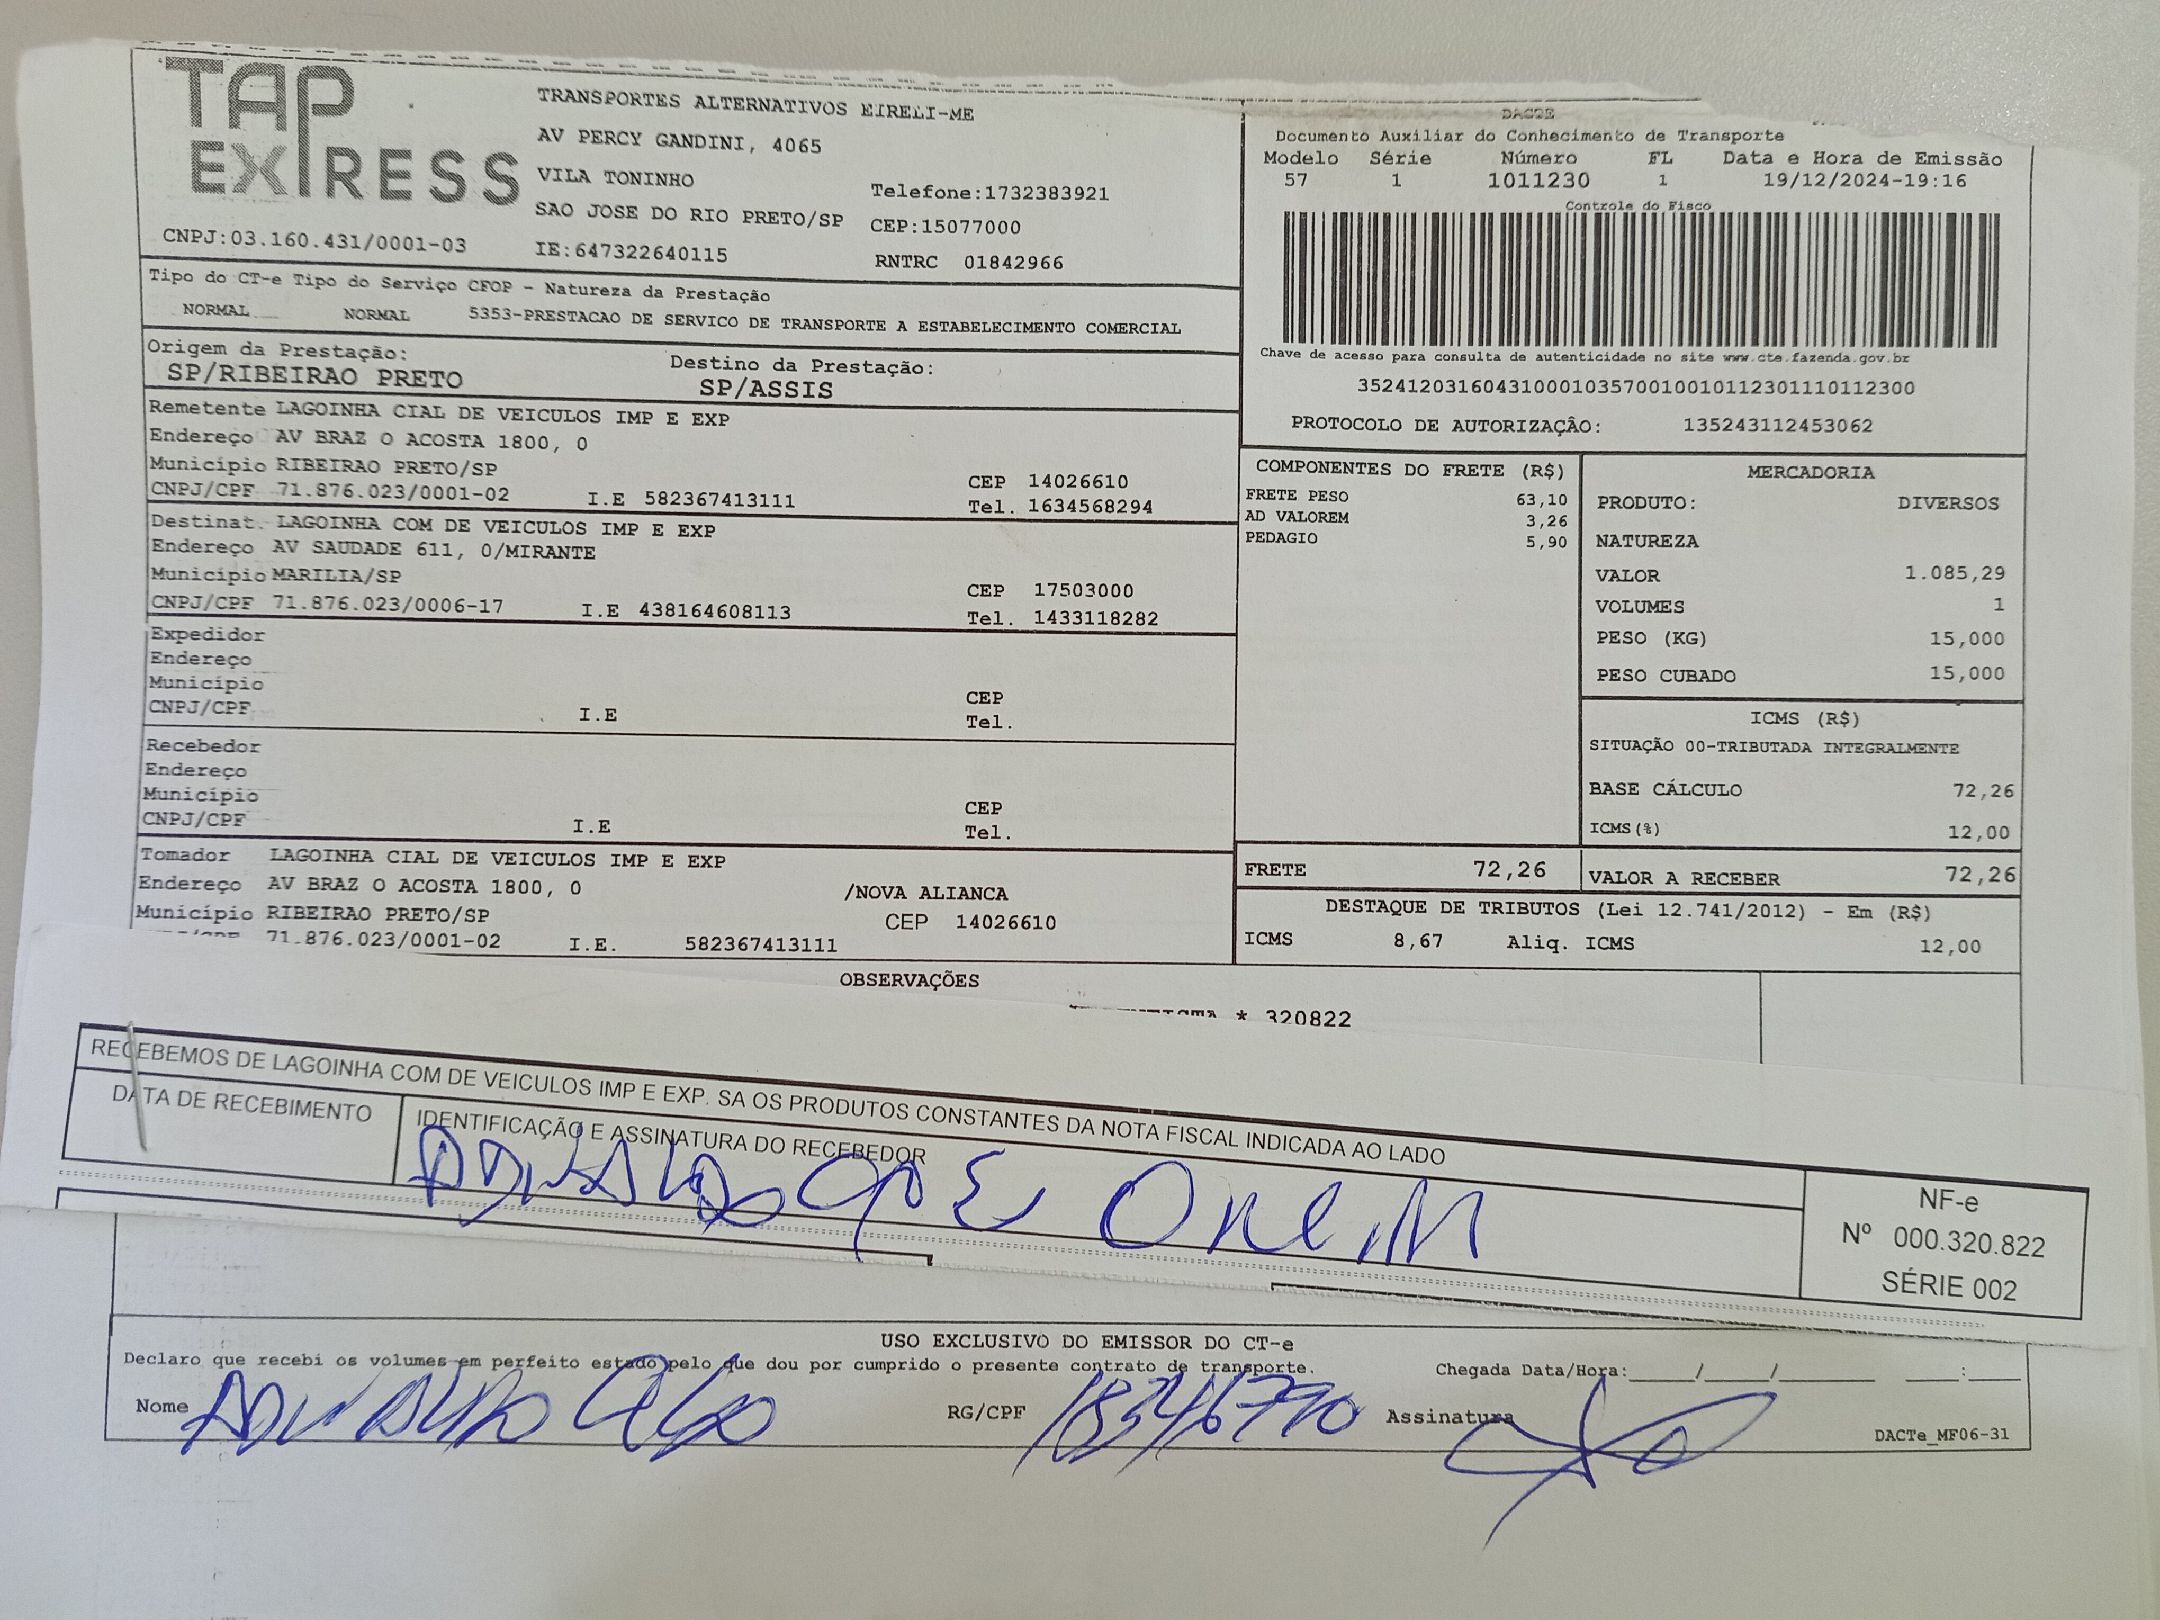 TAP EXPRESS
TRANSPORTES ALTERNATIVOS EIRELI-ME
AV PERCY GANDINI, 4065
VILA TONINHO
Telefone:1732383921
SAO JOSE DO RIO PRETO/SP CEP:15077000
CNPJ:03.160.431/0001-03 IE:647322640115 RNTRC 01842966
DACTE
Documento Auxiliar do Conhecimento de Transporte
Modelo Série Número FL Data e Hora de Emissão
57 1 1011230 1 19/12/2024-19:16
Controle do Fisco
Chave de acesso para consulta de autenticidade no site www.cte.fazenda.gov.br
35241203160431000103570010010112301110112300
PROTOCOLO DE AUTORIZAÇÂO: 135243112453062
Tipo do CT-e Tipo do Serviço CFOP - Natureza da Prestação
NORMAL NORMAL 5353-PRESTACAO DE SERVICO DE TRANSPORTE A ESTABELECIMENTO COMERCIAL
Origem da Prestação: Destino da Prestação:
SP/RIBEIRAO PRETO SP/ASSIS
Remetente LAGOINHA CIAL DE VEICULOS IMP E EXP
Endereço AV BRAZ O ACOSTA 1800, 0
Município RIBEIRAO PRETO/SP CEP 14026610
CNPJ/CPF 71.876.023/0001-02 I.E 582367413111 Tel. 1634568294
Destinat. LAGOINHA COM DE VEICULOS IMP E EXP
Endereço AV SAUDADE 611, 0/MIRANTE
Município MARILIA/SP CEP 17503000
CNPJ/CPF 71.876.023/0006-17 I.E 438164608113 Tel. 1433118282
Expedidor
Endereço
Município CEP
CNPJ/CPF I.E Tel.
Recebedor
Endereço
Município CEP
CNPJ/CPF I.E Tel.
Tomador LAGOINHA CIAL DE VEICULOS IMP E EXP
Endereço AV BRAZ O ACOSTA 1800, 0 /NOVA ALIANCA
Município RIBEIRAO PRETO/SP CEP 14026610
71.876.023/0001-02 I.E. 582367413111
COMPONENTES DO FRETE (R$)
FRETE PESO 63,10
AD VALOREM 3,26
PEDAGIO 5,90
MERCADORIA
PRODUTO: DIVERSOS
NATUREZA
VALOR 1.085,29
VOLUMES 1
PESO (KG) 15,000
PESO CUBADO 15,000
ICMS (R$)
SITUAÇÃO 00-TRIBUTADA INTEGRALMENTE
BASE CÁLCULO 72,26
ICMS(%) 12,00
FRETE 72,26 VALOR A RECEBER 72,26
DESTAQUE DE TRIBUTOS (Lei 12.741/2012) - Em (R$)
ICMS 8,67 Aliq. ICMS 12,00
OBSERVAÇÕES
* 320822
RECEBEMOS DE LAGOINHA COM DE VEICULOS IMP E EXP. SA OS PRODUTOS CONSTANTES DA NOTA FISCAL INDICADA AO LADO
DATA DE RECEBIMENTO IDENTIFICAÇÃO E ASSINATURA DO RECEBEDOR
NF-e
Nº 000.320.822
SÉRIE 002
USO EXCLUSIVO DO EMISSOR DO CT-e
Declaro que recebi os volumes em perfeito estado pelo que dou por cumprido o presente contrato de transporte. Chegada Data/Hora:____/____/____ ____:____
Nome RG/CPF Assinatura
DACTe_MF06-31